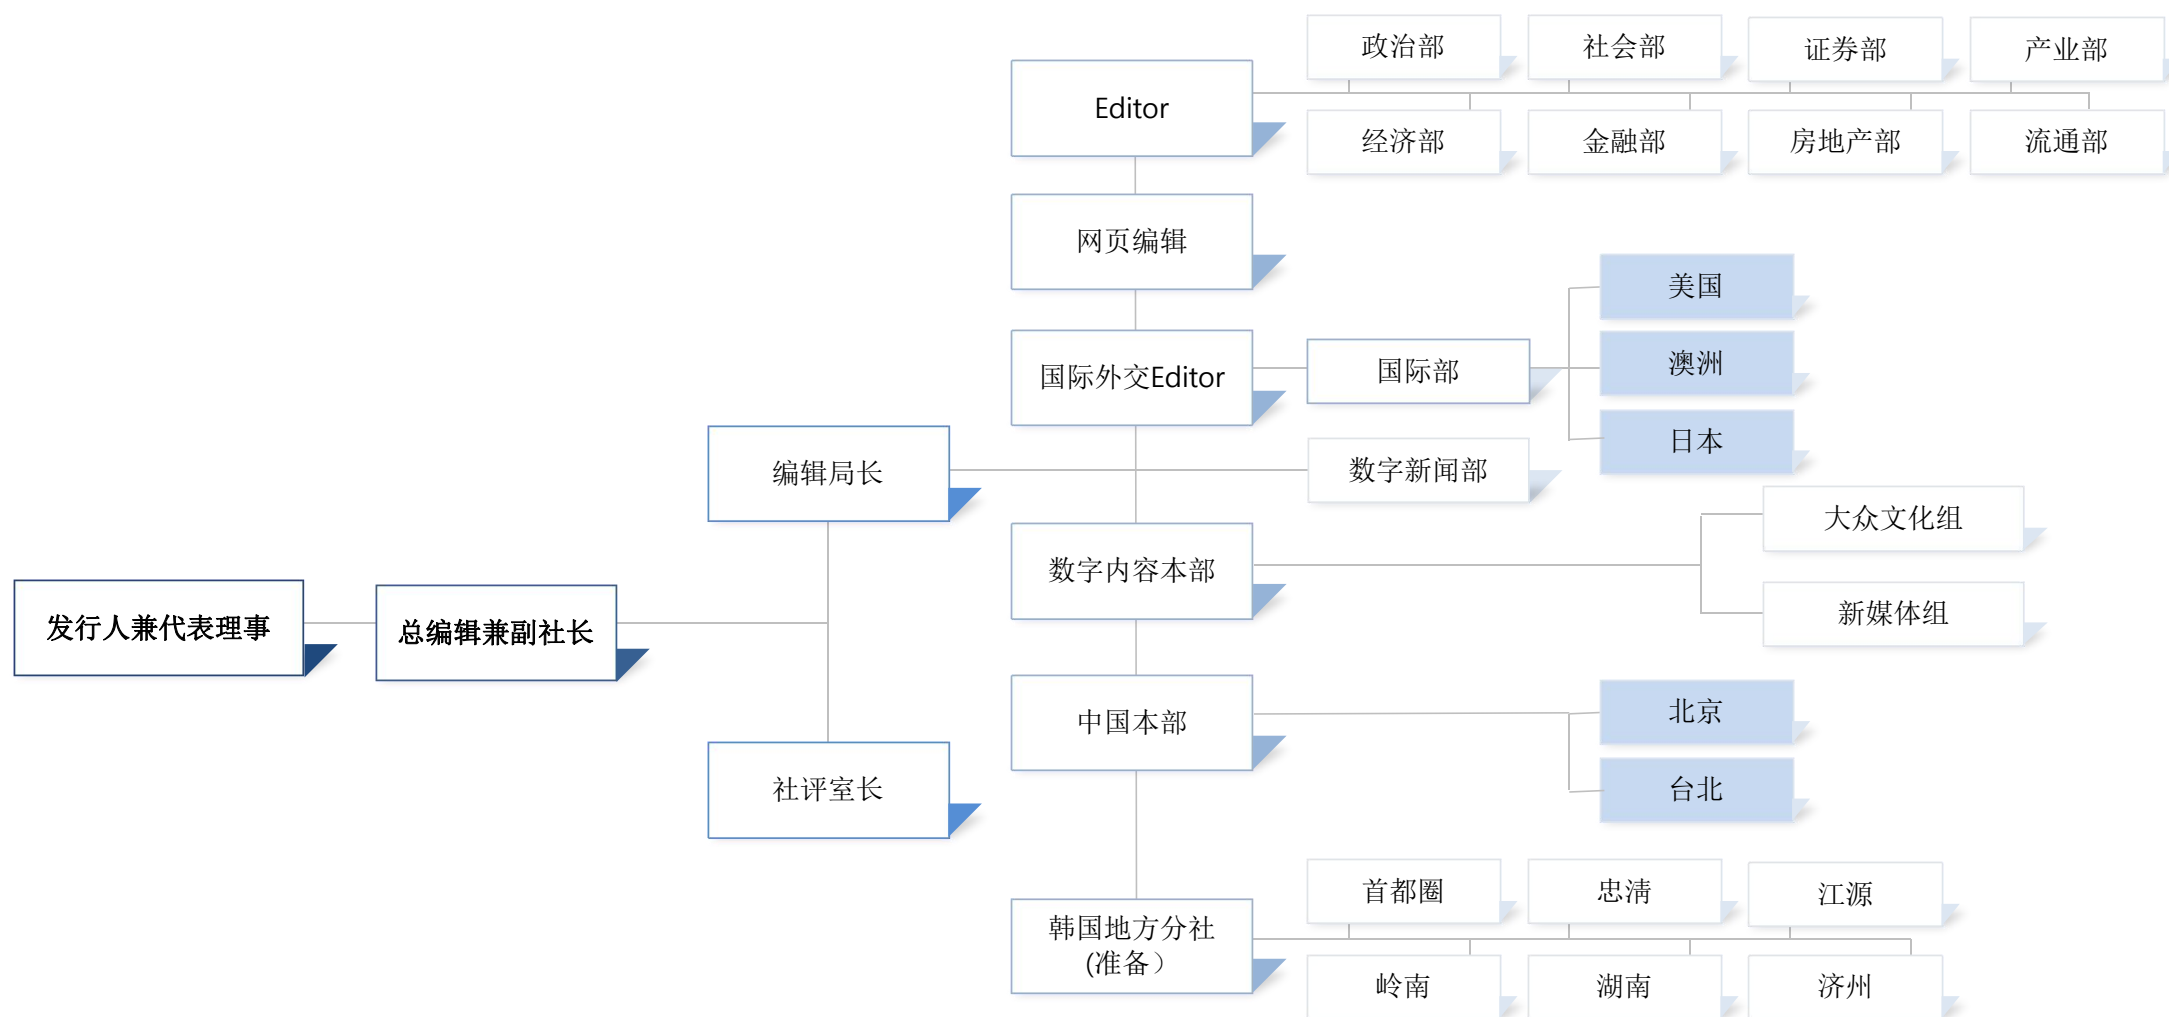 政治部
社会部
证券部
产业部
Editor
经济部
金融部
房地产部
流通部
网页编辑
美国
国际外交Editor
国际部
澳洲
日本
编辑局长
数字新闻部
大众文化组
数字内容本部
新媒体组
发行人兼代表理事
总编辑兼副社长
中国本部
北京
社评室长
台北
首都圈
忠清
江源
韩国地方分社
(准备）
岭南
湖南
济州